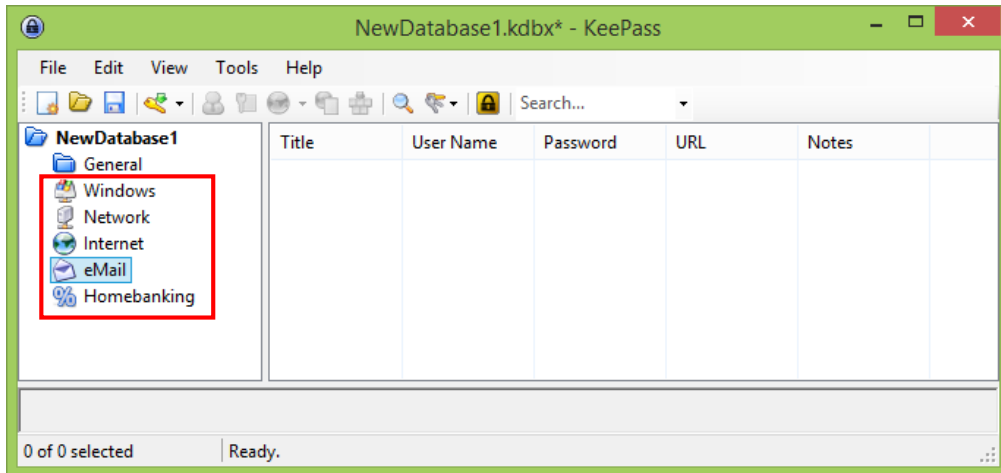 NewDatabase1.kdbx* - KeePass
File Edit View Tools Help
Search...
NewDatabase1
General
Windows
Network
Internet
eMail
Homebanking
Title User Name Password URL Notes
0 of 0 selected Ready.